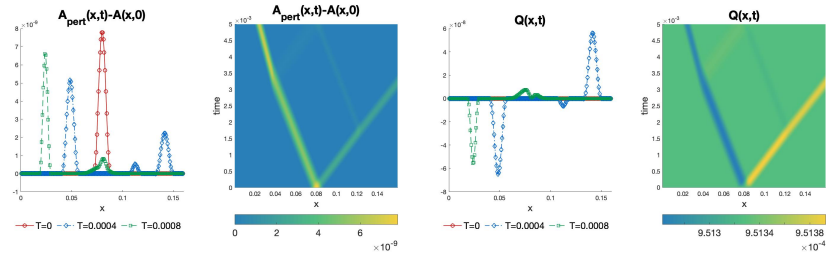 A_pert(x,t)-A(x,0)
8 ×10⁻⁹
7
6
5
4
3
2
1
0
-1
0 0.05 0.1 0.15
x
T=0 T=0.0004 T=0.0008
A_pert(x,t)-A(x,0)
5 ×10⁻³
4.5
4
3.5
3
2.5
2
1.5
1
0.5
0
time
0.02 0.04 0.06 0.08 0.1 0.12 0.14
x
0 2 4 6
×10⁻⁹
Q(x,t)
6 ×10⁻⁸
4
2
0
-2
-4
-6
-8
0 0.05 0.1 0.15
x
T=0 T=0.0004 T=0.0008
Q(x,t)
5 ×10⁻³
4.5
4
3.5
3
2.5
2
1.5
1
0.5
0
time
0.02 0.04 0.06 0.08 0.1 0.12 0.14
x
9.513 9.5134 9.5138
×10⁻⁴